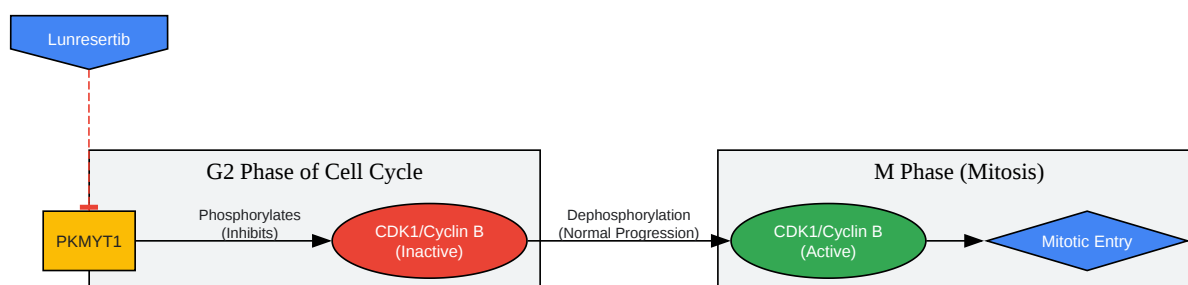 Lunresertib
G2 Phase of Cell Cycle
M Phase (Mitosis)
PKMYT1
Phosphorylates
(Inhibits)
CDK1/Cyclin B
(Inactive)
Dephosphorylation
(Normal Progression)
CDK1/Cyclin B
(Active)
Mitotic Entry